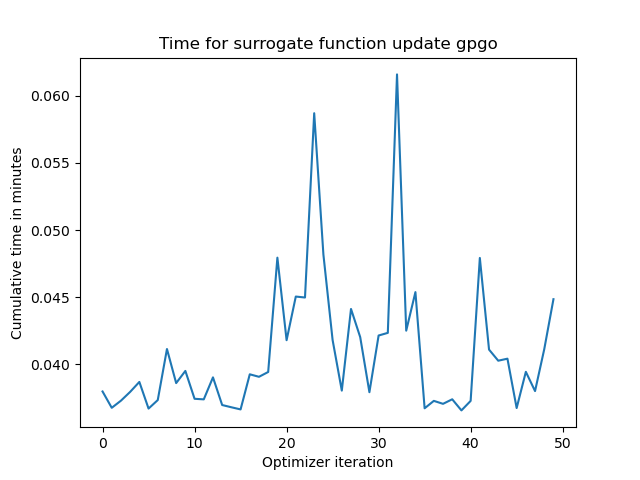 Time for surrogate function update gpgo
Cumulative time in minutes
0.060
0.055
0.050
0.045
0.040
0 10 20 30 40 50
Optimizer iteration